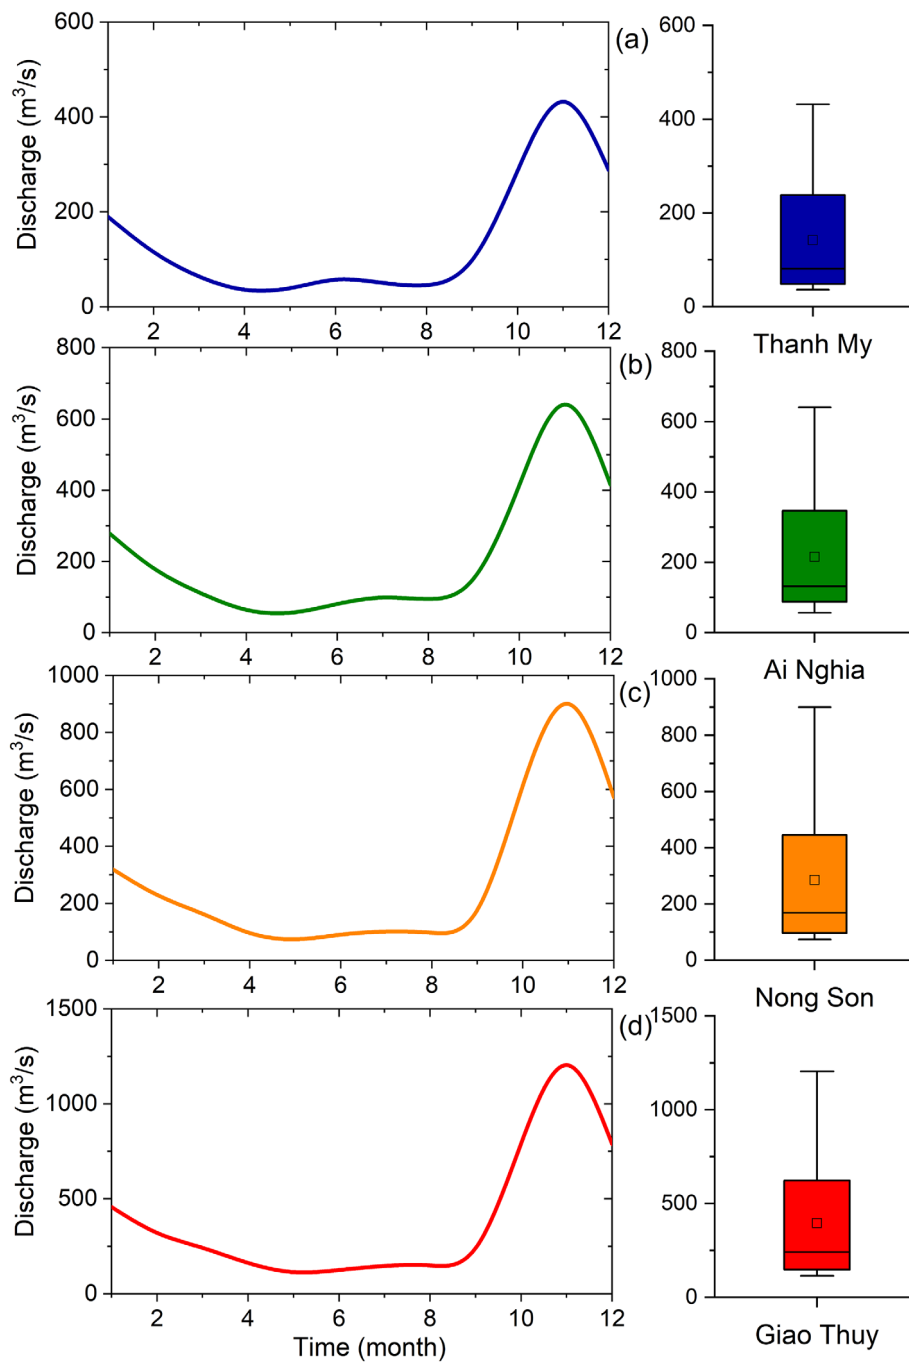 (a)
Discharge (m³/s)
600
400
200
0
2 4 6 8 10 12
600
400
200
0
Thanh My
(b)
Discharge (m³/s)
800
600
400
200
0
2 4 6 8 10 12
800
600
400
200
0
Ai Nghia
(c)
Discharge (m³/s)
1000
800
600
400
200
0
2 4 6 8 10 12
1000
800
600
400
200
0
Nong Son
(d)
Discharge (m³/s)
1500
1000
500
0
2 4 6 8 10 12
Time (month)
1500
1000
500
0
Giao Thuy